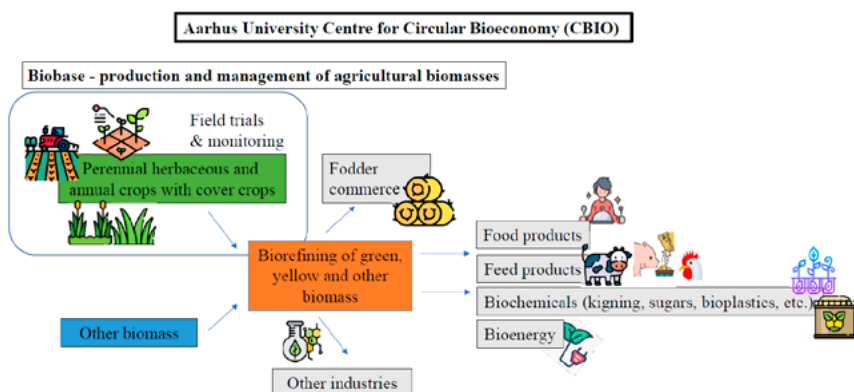 Aarhus University Centre for Circular Bioeconomy (CBIO)
Biobase - production and management of agricultural biomasses
Field trials
& monitoring
Perennial herbaceous and
annual crops with cover crops
Fodder
commerce
Food products
Biorefining of green,
yellow and other
biomass
Feed products
Biochemicals (kigning, sugars, bioplastics, etc.)
Other biomass
Bioenergy
Other industries